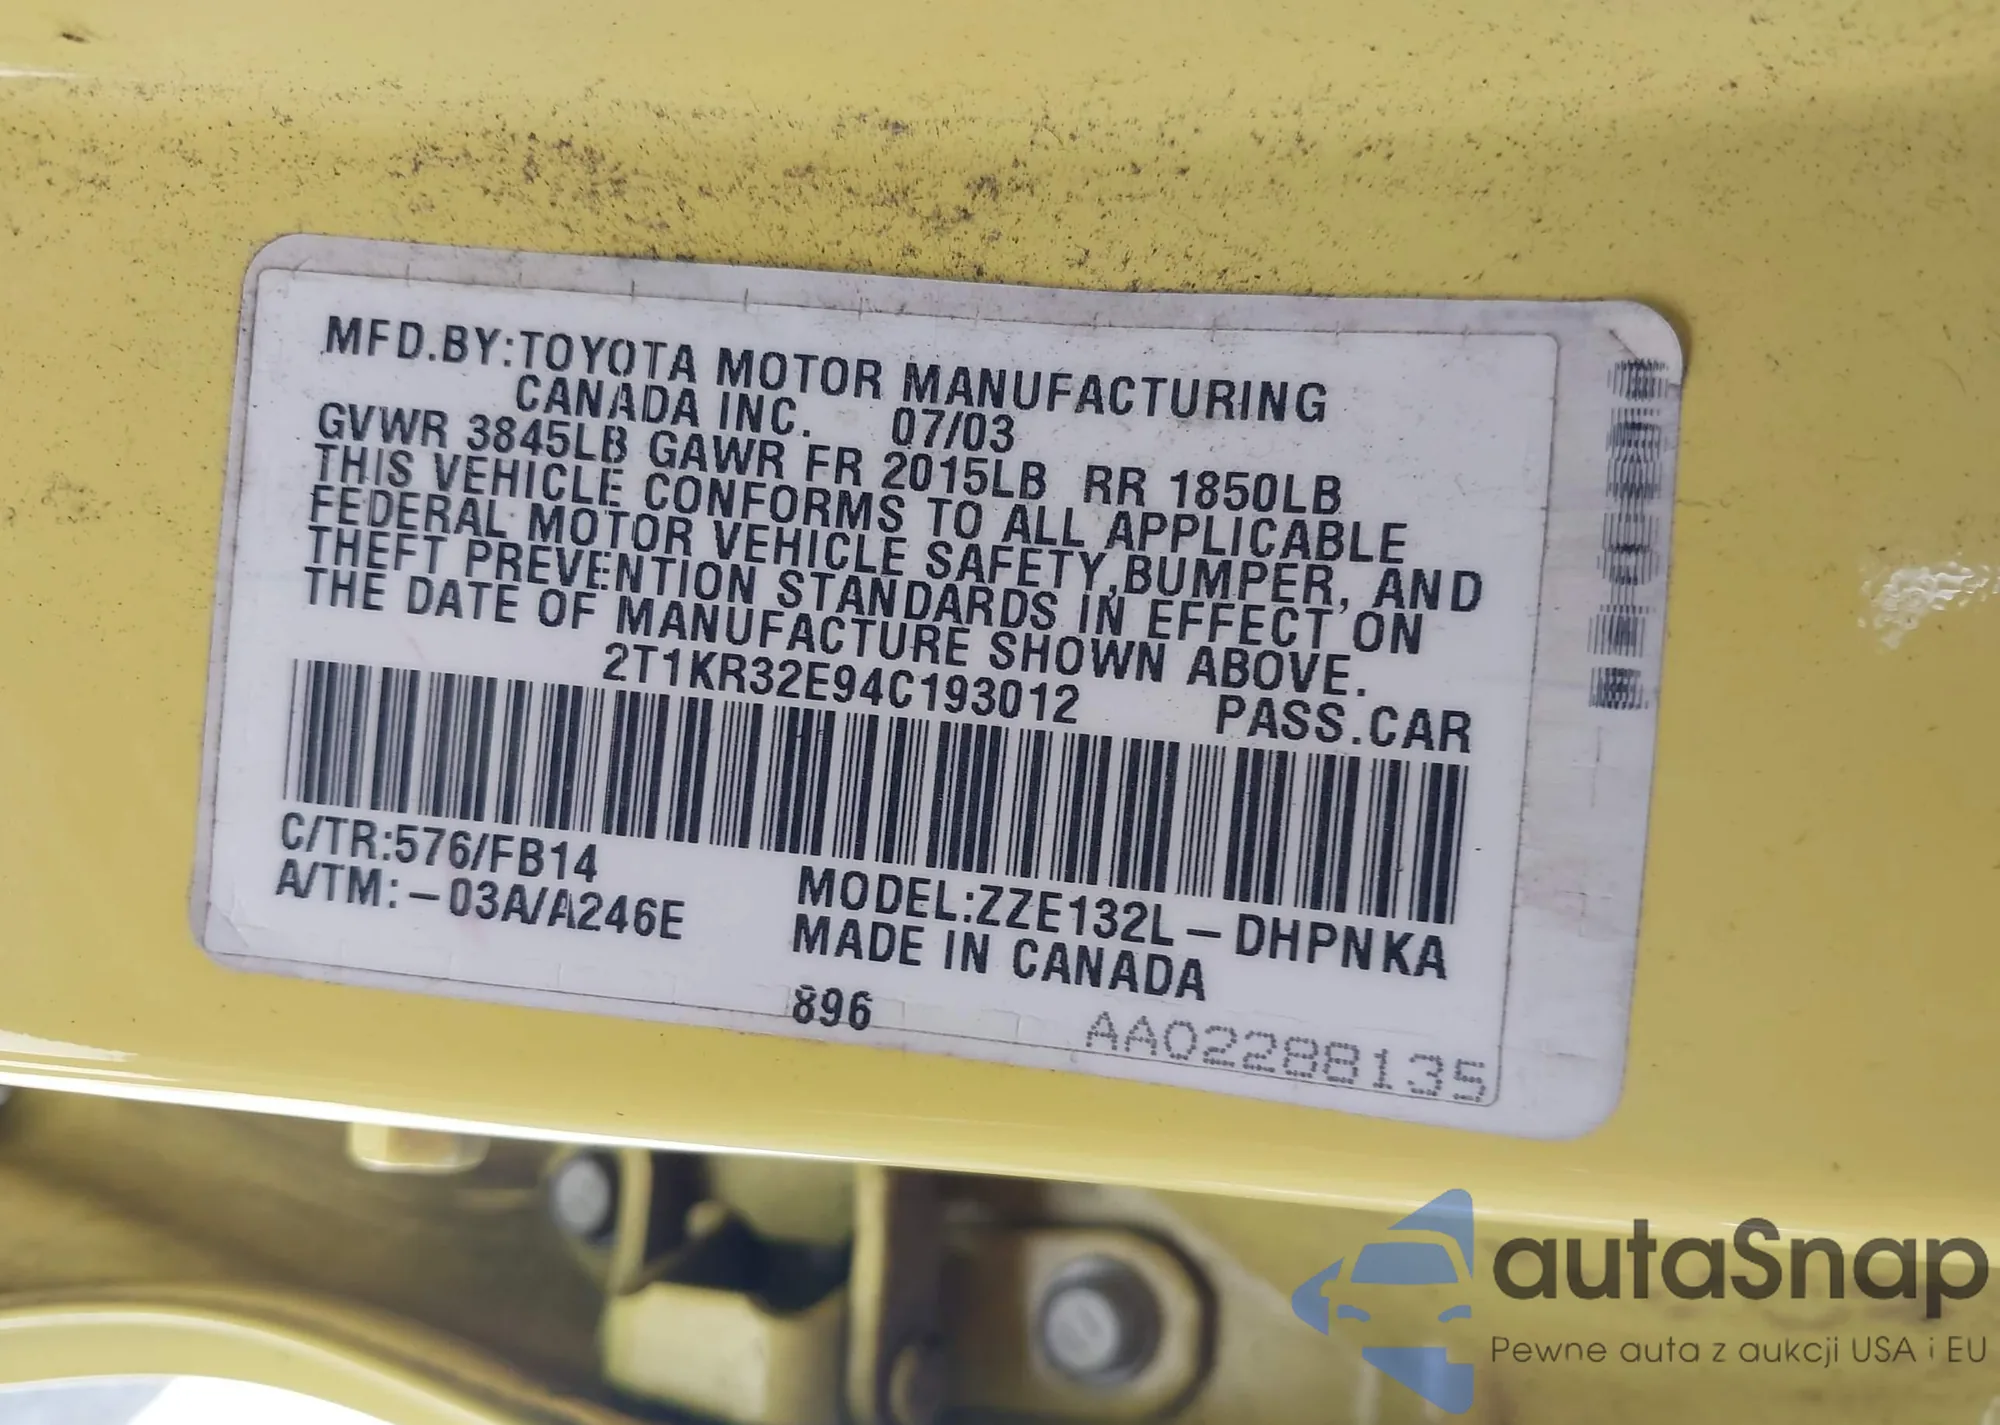 MFD.BY:TOYOTA MOTOR MANUFACTURING
CANADA INC. 07/03
GVWR 3845LB GAWR FR 2015LB RR 1850LB
THIS VEHICLE CONFORMS TO ALL APPLICABLE
FEDERAL MOTOR VEHICLE SAFETY,BUMPER, AND
THEFT PREVENTION STANDARDS IN EFFECT ON
THE DATE OF MANUFACTURE SHOWN ABOVE.
2T1KR32E94C193012 PASS.CAR
C/TR:576/FB14
A/TM:-03A/A246E
MODEL:ZZE132L-DHPNKA
MADE IN CANADA
896
AA02288135
autaSnap
Pewne auta z aukcji USA i EU